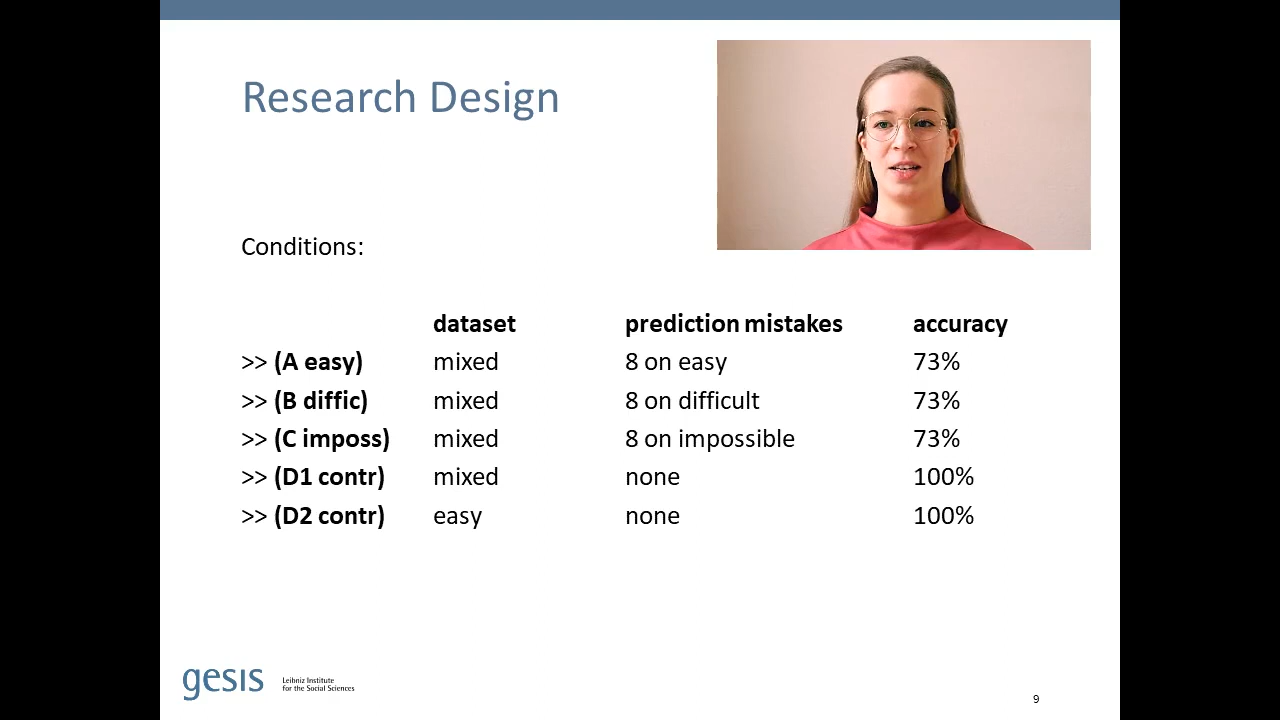 Research Design
Conditions:
dataset prediction mistakes accuracy
>> (A easy) mixed 8 on easy 73%
>> (B diffic) mixed 8 on difficult 73%
>> (C imposs) mixed 8 on impossible 73%
>> (D1 contr) mixed none 100%
>> (D2 contr) easy none 100%
gesis
Leibniz Institute
for the Social Sciences
9